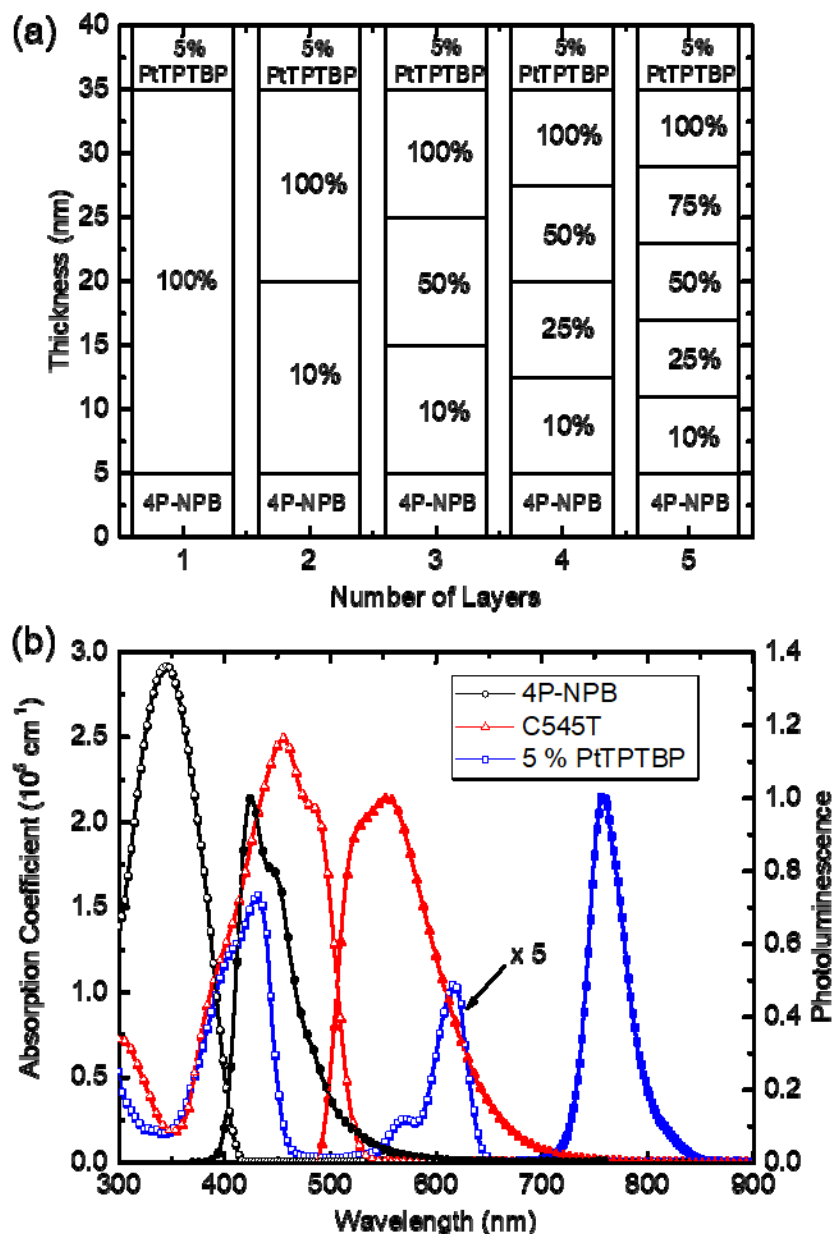 (a)
40
35
30
25
20
15
10
5
0
Thickness (nm)
5% 5% 5% 5% 5%
PtTPTBP PtTPTBP PtTPTBP PtTPTBP PtTPTBP
100%
100%
10%
100%
50%
10%
100%
50%
25%
10%
100%
75%
50%
25%
10%
4P-NPB 4P-NPB 4P-NPB 4P-NPB 4P-NPB
1 2 3 4 5
Number of Layers
(b)
3.0
2.5
2.0
1.5
1.0
0.5
0.0
Absorption Coefficient (10⁵ cm⁻¹)
4P-NPB
C545T
5 % PtTPTBP
x 5
1.4
1.2
1.0
0.8
0.6
0.4
0.2
0.0
Photoluminescence
300 400 500 600 700 800 900
Wavelength (nm)